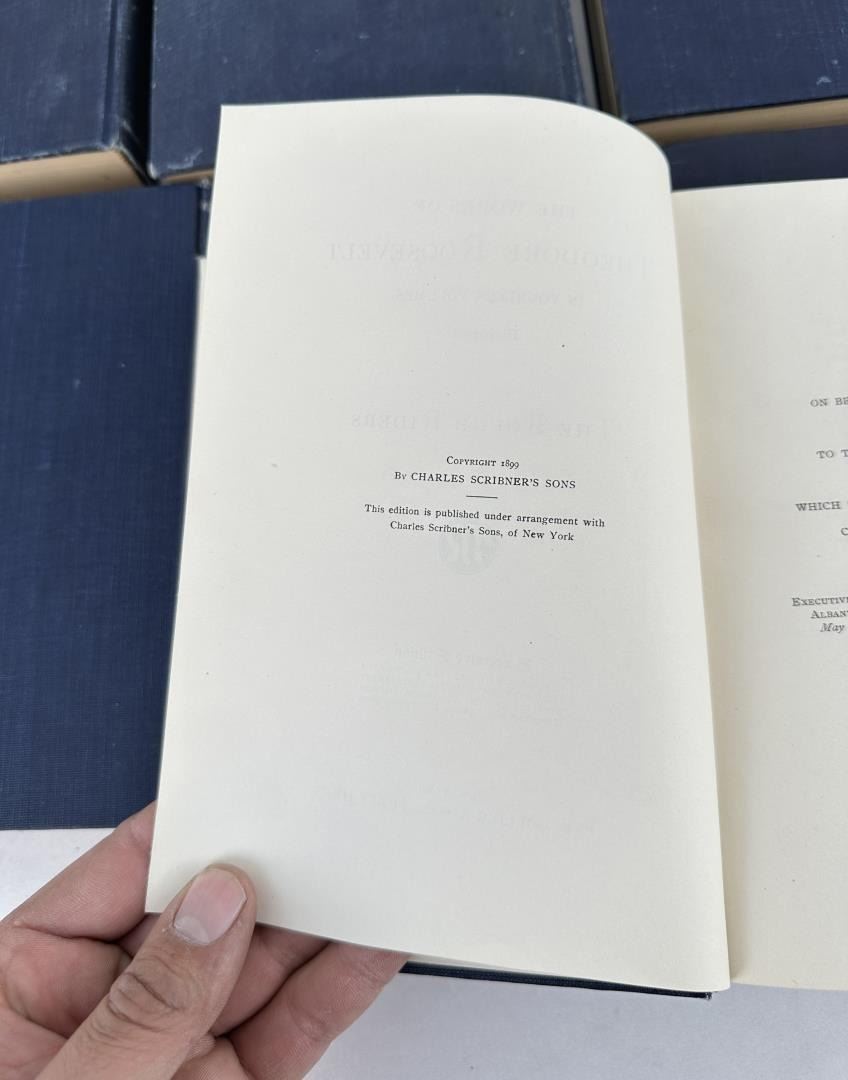 COPYRIGHT 1899
By CHARLES SCRIBNER'S SONS
This edition is published under arrangement with
Charles Scribner's Sons, of New York
ON BE
TO T
WHICH
C
EXECUTIV
ALBAN
May